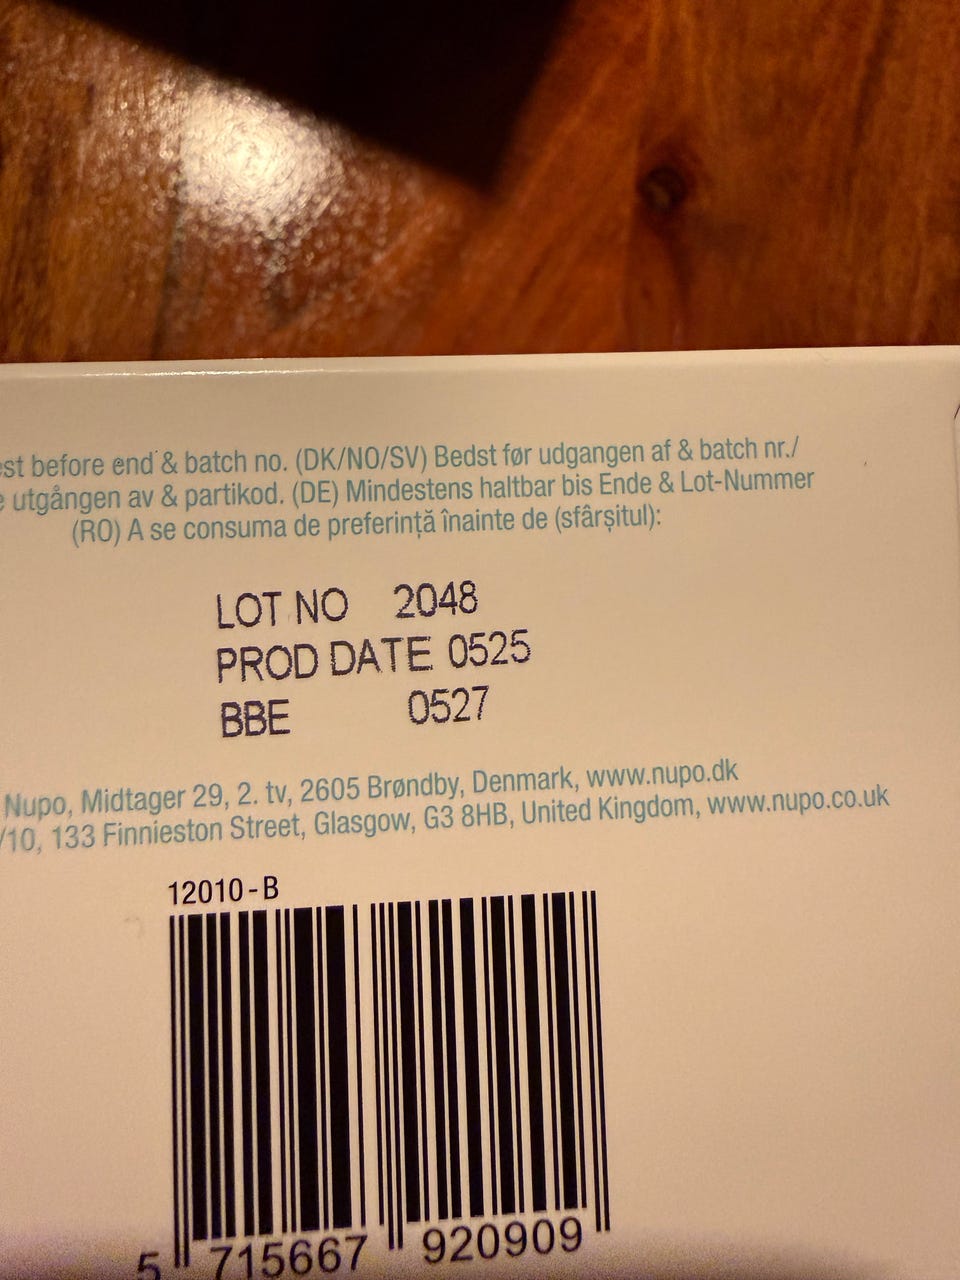 before end & batch no. (DK/NO/SV) Bedst før udgangen af & batch nr./
utgången av & partikod. (DE) Mindestens haltbar bis Ende & Lot-Nummer
(RO) A se consuma de preferință înainte de (sfârșitul):
LOT NO 2048
PROD DATE 0525
BBE 0527
Nupo, Midtager 29, 2. tv, 2605 Brøndby, Denmark, www.nupo.dk
/10, 133 Finnieston Street, Glasgow, G3 8HB, United Kingdom, www.nupo.co.uk
12010-B
5 715667 920909